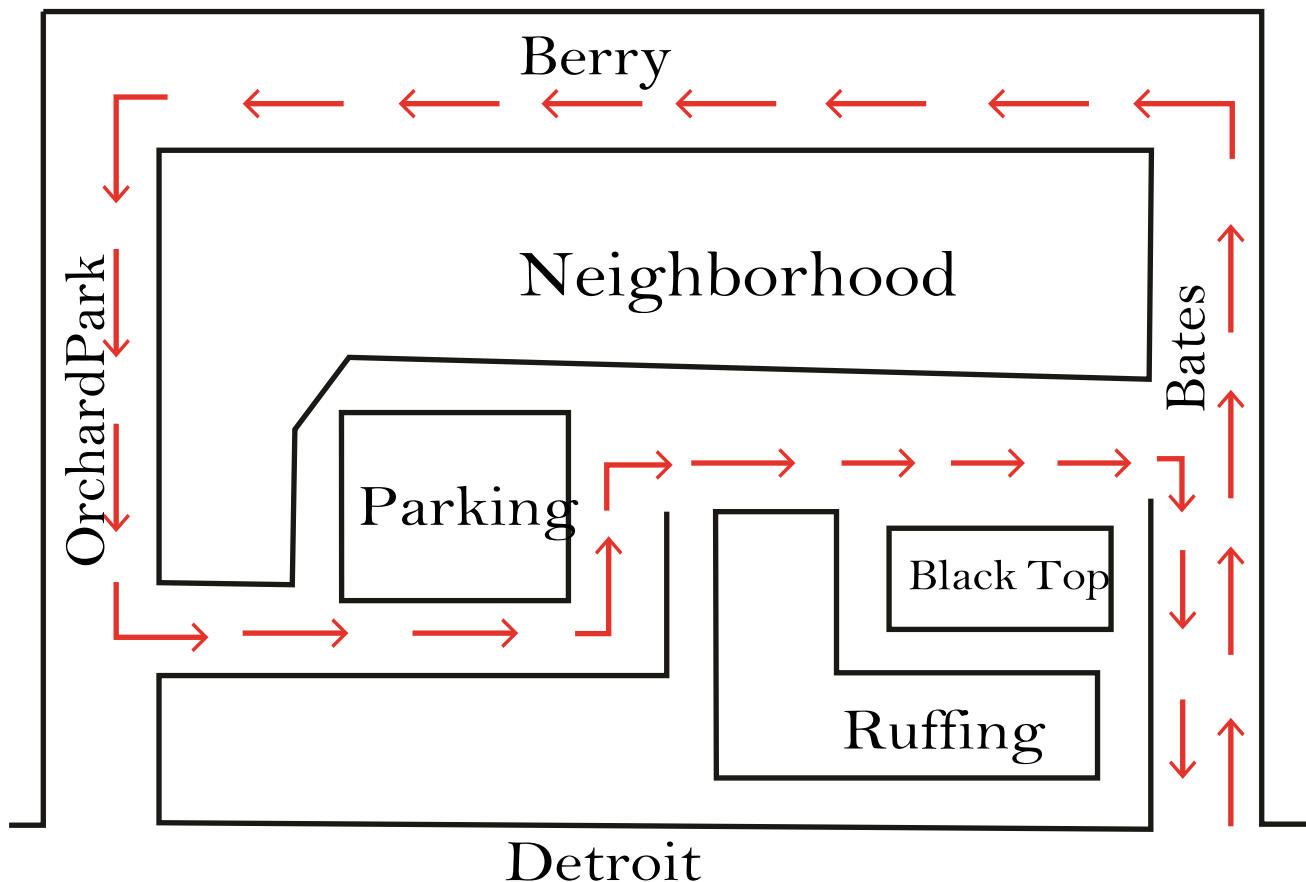 Berry
Neighborhood
OrchardPark
Bates
Parking
Black Top
Ruffing
Detroit